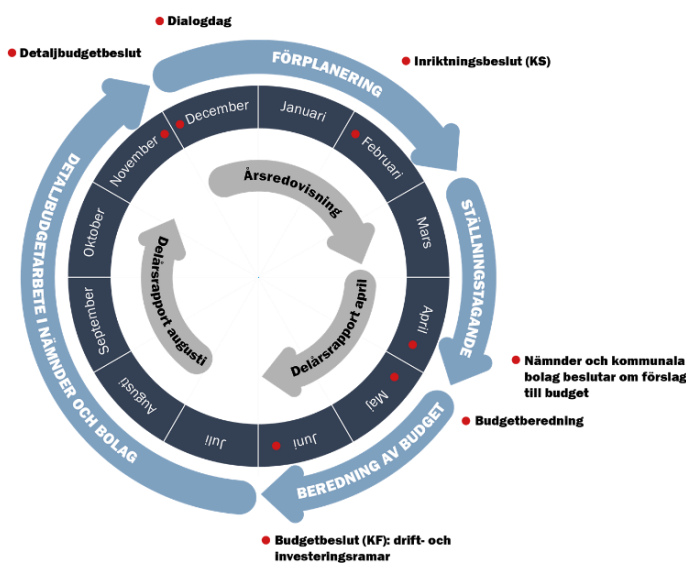 Dialogdag
Detaljbudgetbeslut
FÖRPLANERING
Inriktningsbeslut (KS)
December
Januari
November
Februari
Årsredovisning
DETALJBUDGETARBETE I NÄMNDER OCH BOLAG
STÄLLNINGSTAGANDE
Oktober
Mars
Delårsrapport augusti
Delårsrapport april
September
April
Nämnder och kommunala
bolag beslutar om förslag
till budget
Augusti
Maj
Budgetberedning
Juli
Juni
BEREDNING AV BUDGET
Budgetbeslut (KF): drift- och
investeringsramar